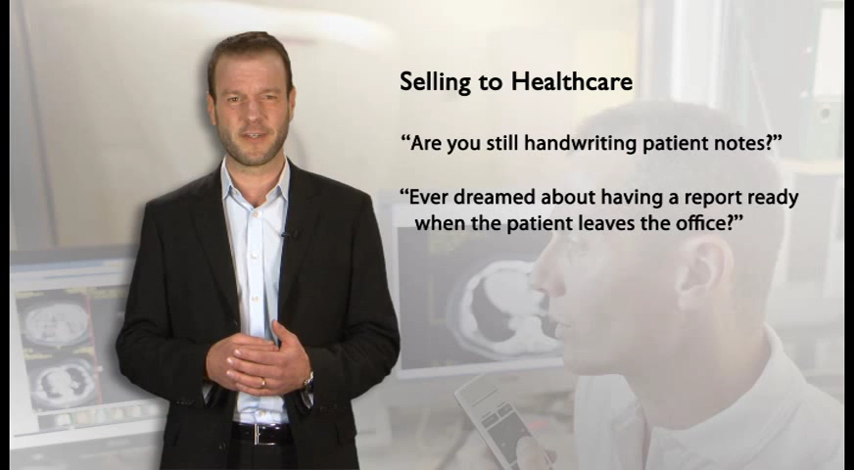 Selling to Healthcare
“Are you still handwriting patient notes?”
“Ever dreamed about having a report ready
when the patient leaves the office?”